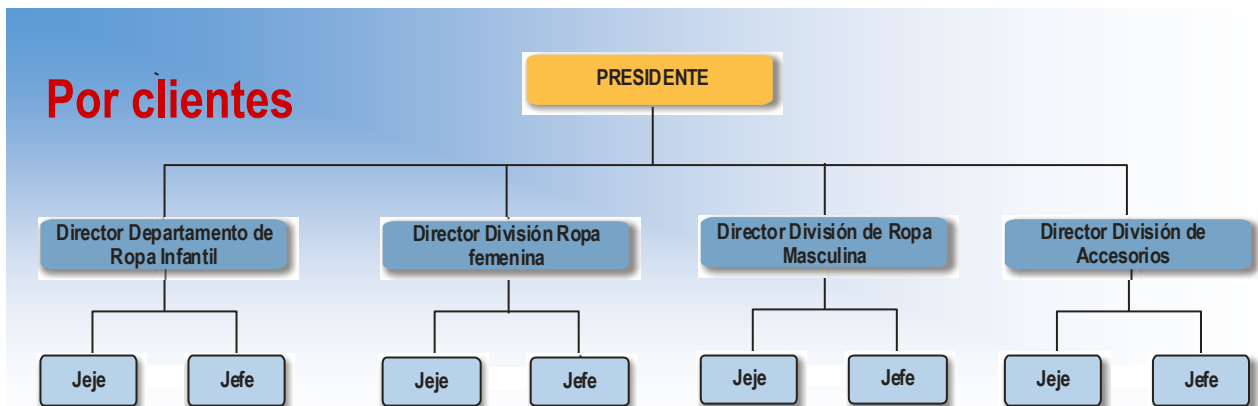 Por clientes
PRESIDENTE
Director Departamento de
Ropa Infantil
Director División Ropa
femenina
Director División de Ropa
Masculina
Director División de
Accesorios
Jeje
Jefe
Jeje
Jefe
Jeje
Jefe
Jeje
Jefe